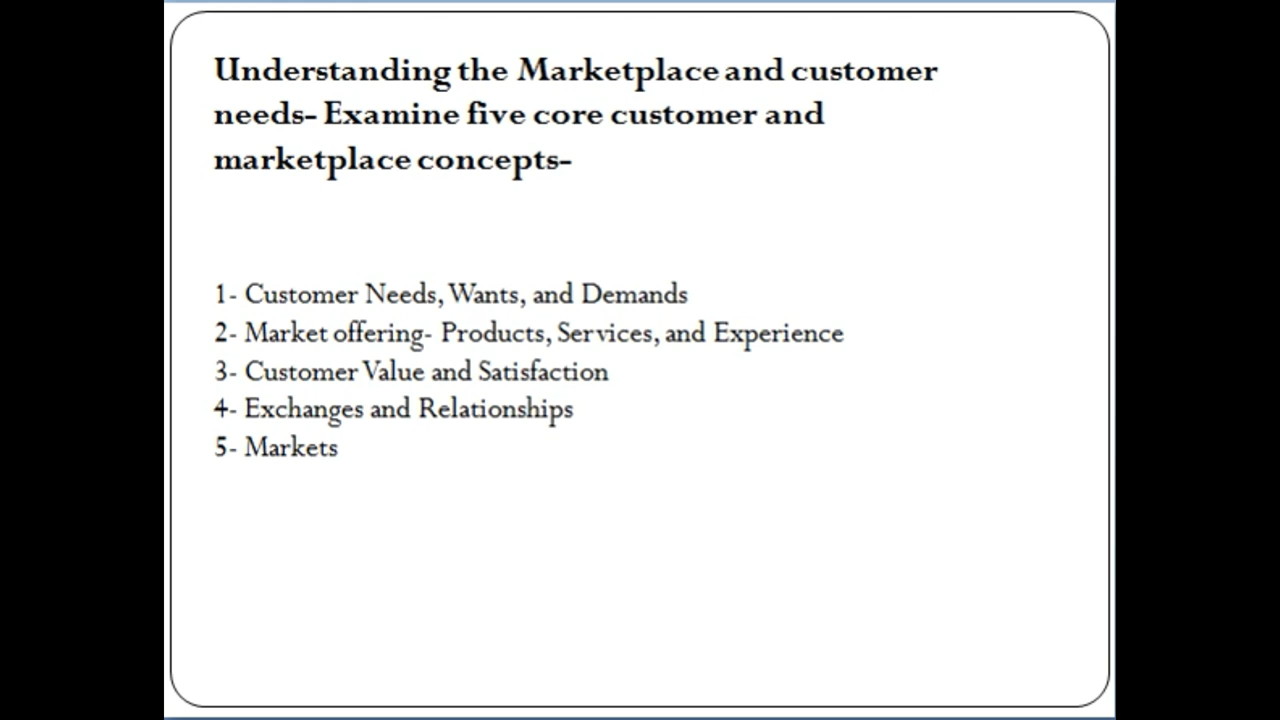 Understanding the Marketplace and customer
needs- Examine five core customer and
marketplace concepts-
1- Customer Needs, Wants, and Demands
2- Market offering- Products, Services, and Experience
3- Customer Value and Satisfaction
4- Exchanges and Relationships
5- Markets